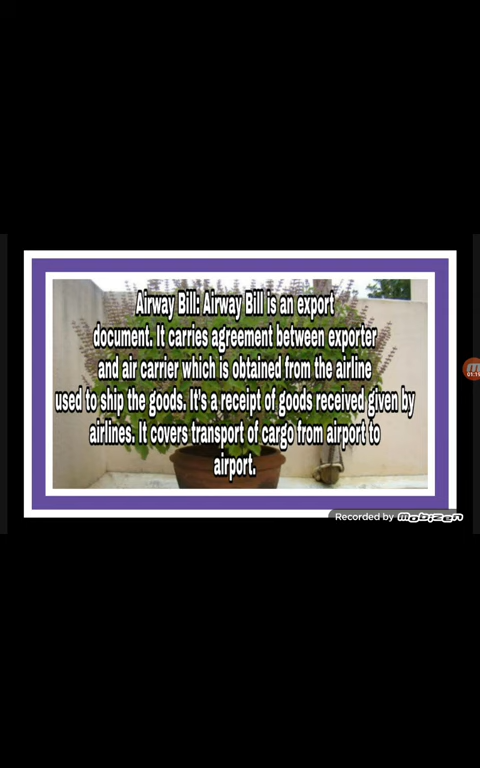 Airway Bill: Airway Bill is an export
document. It carries agreement between exporter
and air carrier which is obtained from the airline
used to ship the goods. It's a receipt of goods received given by
airlines. It covers transport of cargo from airport to
airport.
Recorded by mobizen
01:19